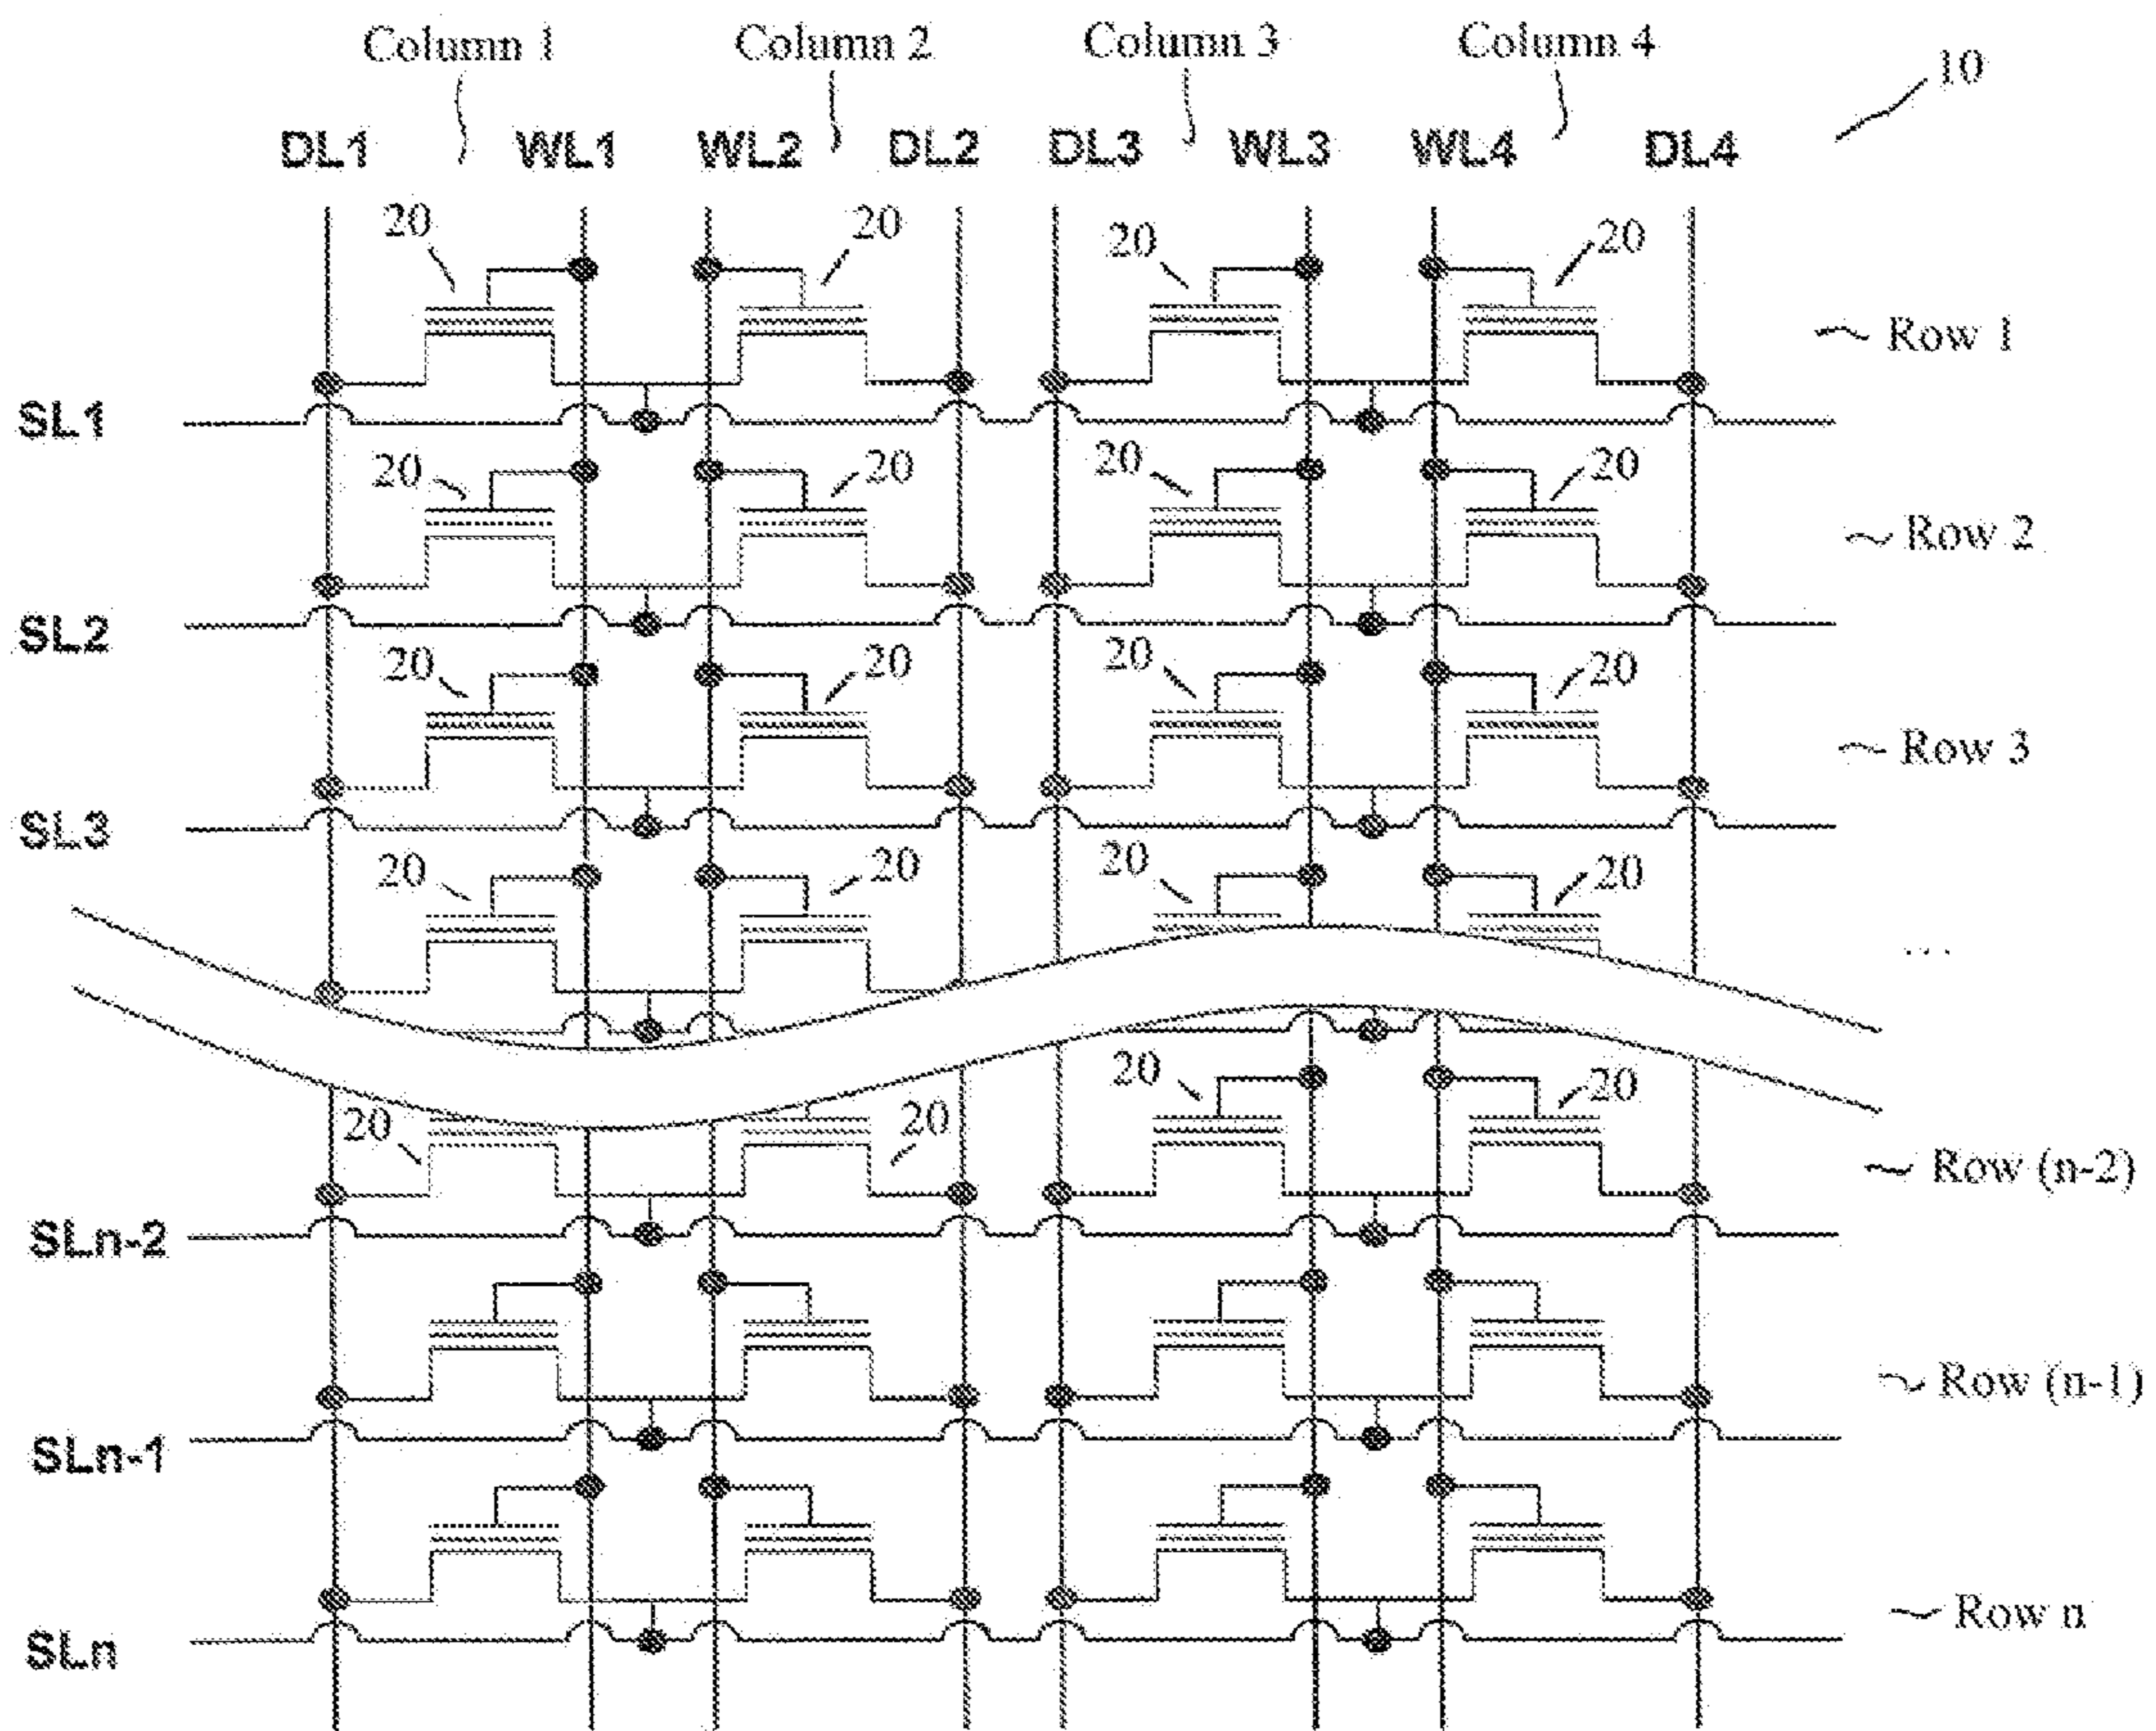 Column 1 Column 2 Column 3 Column 4
10
DL1 WL1 WL2 DL2 DL3 WL3 WL4 DL4
20 20 20 20
Row 1
SL1
20 20 20 20
Row 2
SL2
20 20 20 20
Row 3
SL3
20 20 20 20
...
20 20
20 20
Row (n-2)
SLn-2
Row (n-1)
SLn-1
Row n
SLn